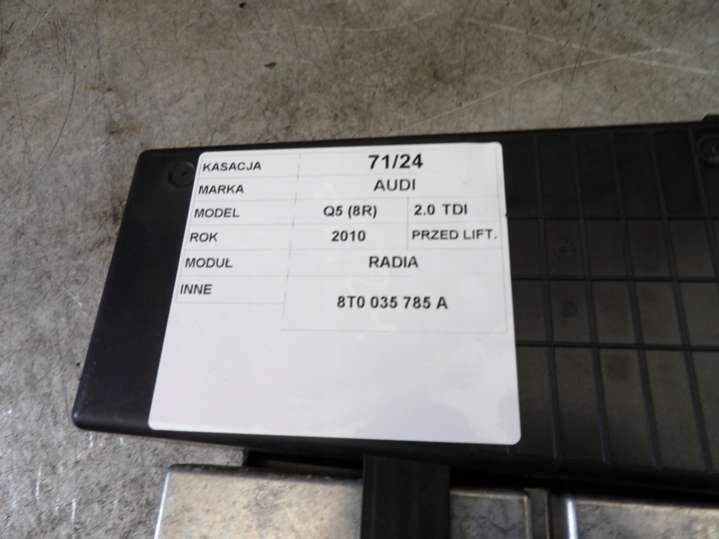 KASACJA 71/24
MARKA AUDI
MODEL Q5 (8R) 2.0 TDI
ROK 2010 PRZED LIFT.
MODUŁ RADIA
INNE 8T0 035 785 A